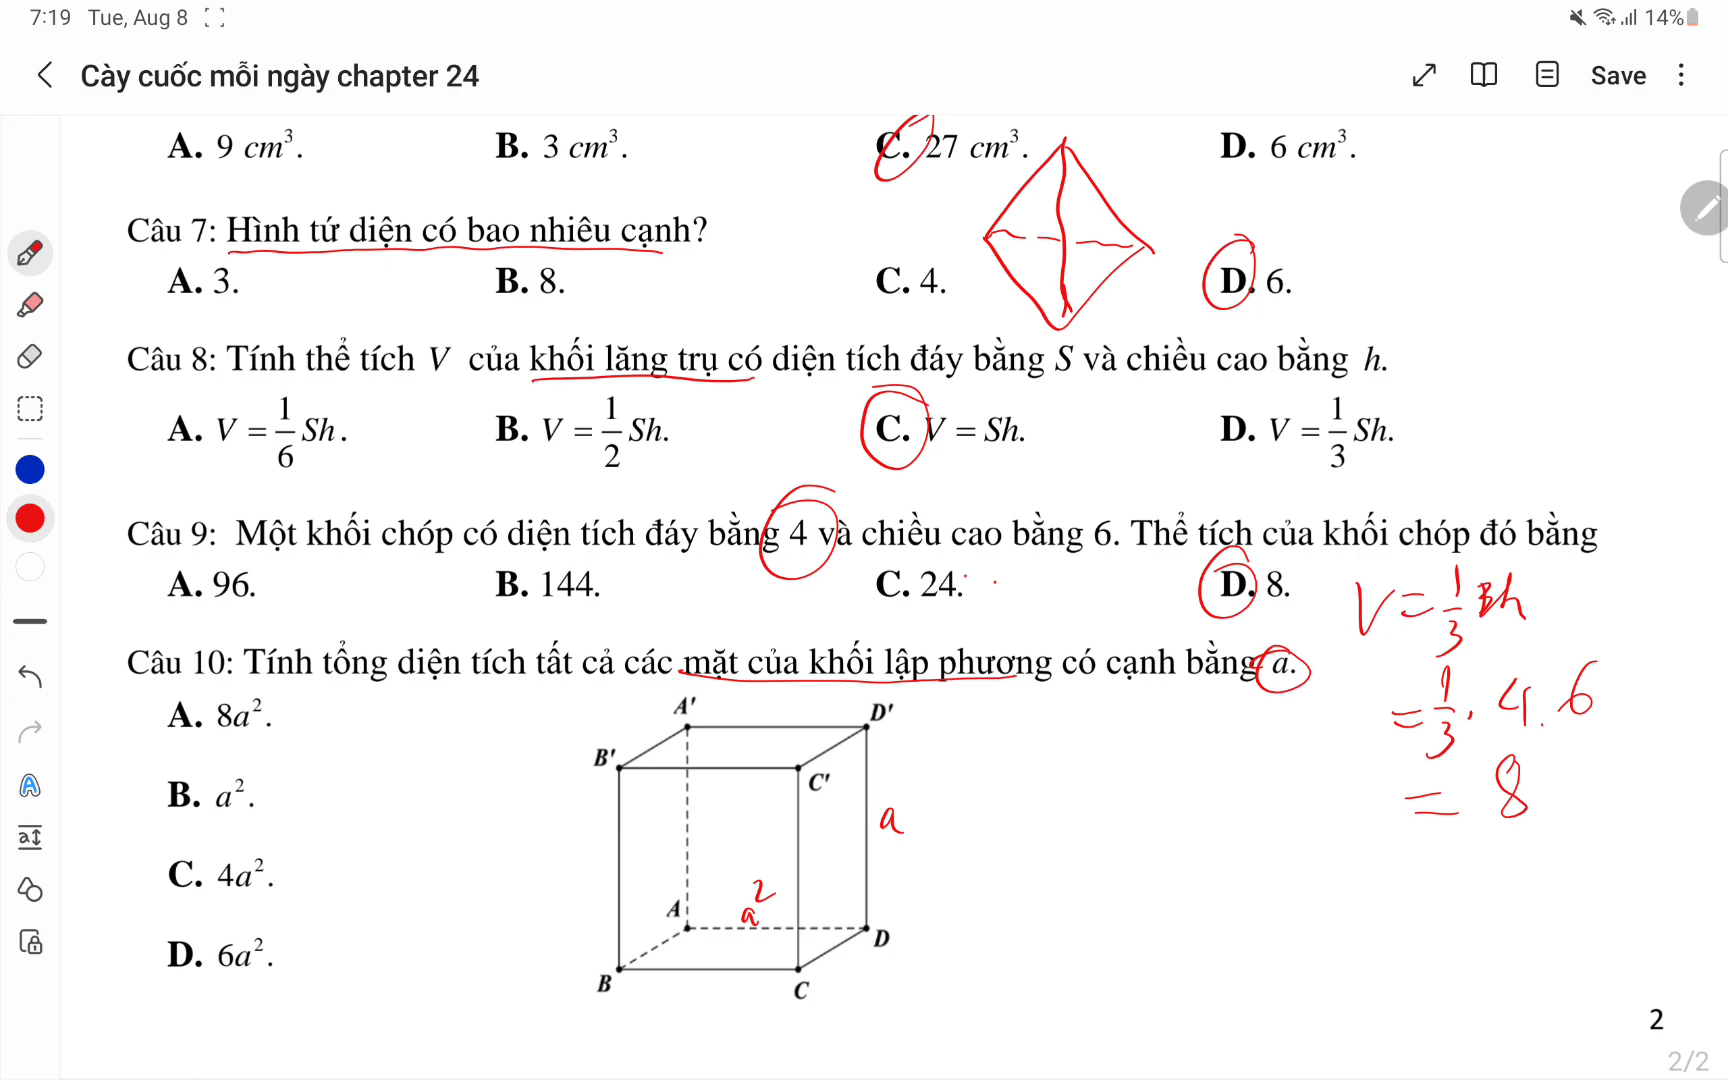 7:19 Tue, Aug 8 14%
Cày cuốc mỗi ngày chapter 24 Save
A. 9 cm³. B. 3 cm³. C. 27 cm³. D. 6 cm³.
Câu 7: Hình tứ diện có bao nhiêu cạnh?
A. 3. B. 8. C. 4. D. 6.
Câu 8: Tính thể tích V của khối lăng trụ có diện tích đáy bằng S và chiều cao bằng h.
A. V = 1/6 Sh. B. V = 1/2 Sh. C. V = Sh. D. V = 1/3 Sh.
Câu 9: Một khối chóp có diện tích đáy bằng 4 và chiều cao bằng 6. Thể tích của khối chóp đó bằng
A. 96. B. 144. C. 24. D. 8.
V = 1/3 Bh
Câu 10: Tính tổng diện tích tất cả các mặt của khối lập phương có cạnh bằng a.
= 1/3 . 4 . 6
= 8
A. 8a².
B. a².
C. 4a².
D. 6a².
A' D'
B' C'
a
a²
A D
B C
2
2/2